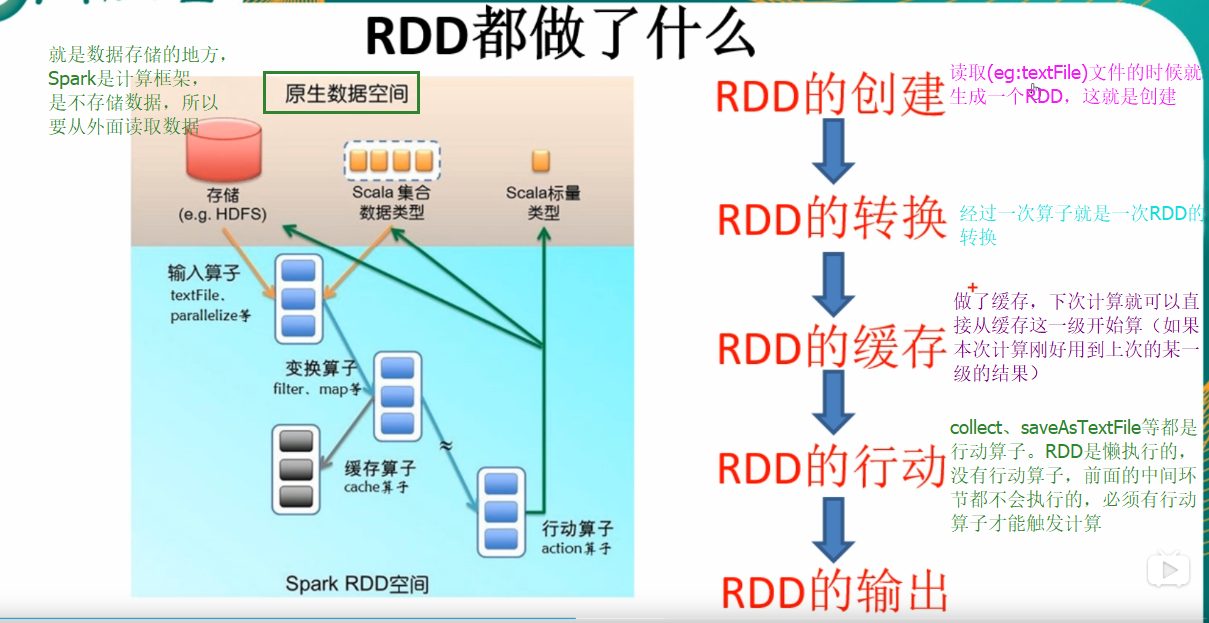 RDD都做了什么
就是数据存储的地方，
Spark是计算框架，
是不存储数据，所以
要从外面读取数据
原生数据空间
存储
(e.g. HDFS)
Scala 集合
数据类型
Scala标量
类型
输入算子
textFile、
parallelize等
变换算子
filter、map等
缓存算子
cache算子
≈
行动算子
action算子
Spark RDD空间
RDD的创建
读取(eg:textFile)文件的时候就
生成一个RDD，这就是创建
RDD的转换
经过一次算子就是一次RDD的
转换
RDD的缓存
做了缓存，下次计算就可以直
接从缓存这一级开始算（如果
本次计算刚好用到上次的某一
级的结果）
RDD的行动
collect、saveAsTextFile等都是
行动算子。RDD是懒执行的，
没有行动算子，前面的中间环
节都不会执行的，必须有行动
算子才能触发计算
RDD的输出